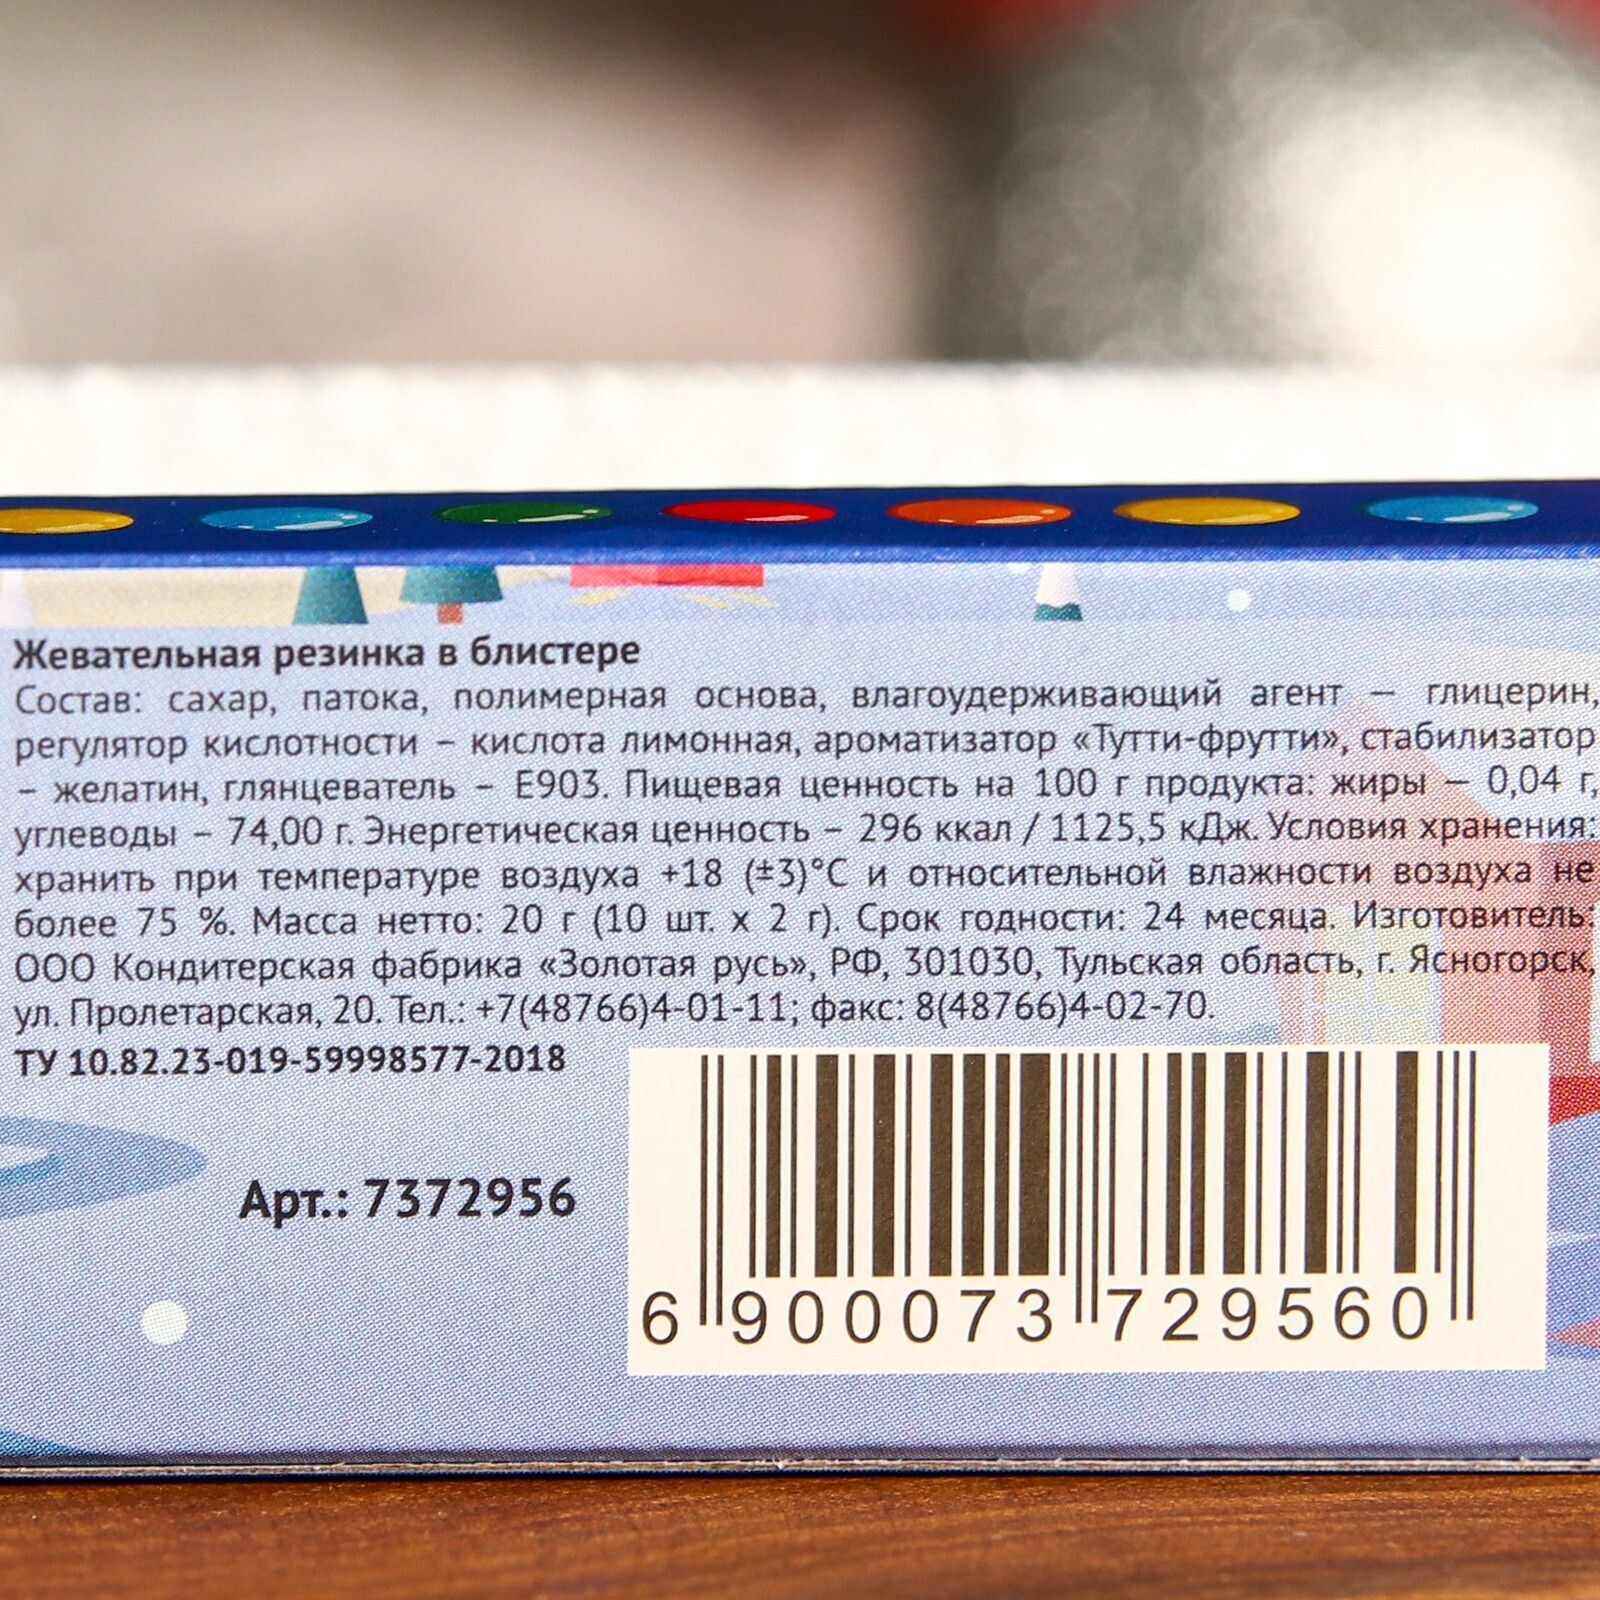 Жевательная резинка в блистере
Состав: сахар, патока, полимерная основа, влагоудерживающий агент — глицерин,
регулятор кислотности – кислота лимонная, ароматизатор «Тутти-фрутти», стабилизатор
– желатин, глянцеватель – Е903. Пищевая ценность на 100 г продукта: жиры — 0,04 г,
углеводы – 74,00 г. Энергетическая ценность – 296 ккал / 1125,5 кДж. Условия хранения:
хранить при температуре воздуха +18 (±3)°С и относительной влажности воздуха не
более 75 %. Масса нетто: 20 г (10 шт. х 2 г). Срок годности: 24 месяца. Изготовитель:
ООО Кондитерская фабрика «Золотая русь», РФ, 301030, Тульская область, г. Ясногорск,
ул. Пролетарская, 20. Тел.: +7(48766)4-01-11; факс: 8(48766)4-02-70.
ТУ 10.82.23-019-59998577-2018
Арт.: 7372956
6 900073 729560